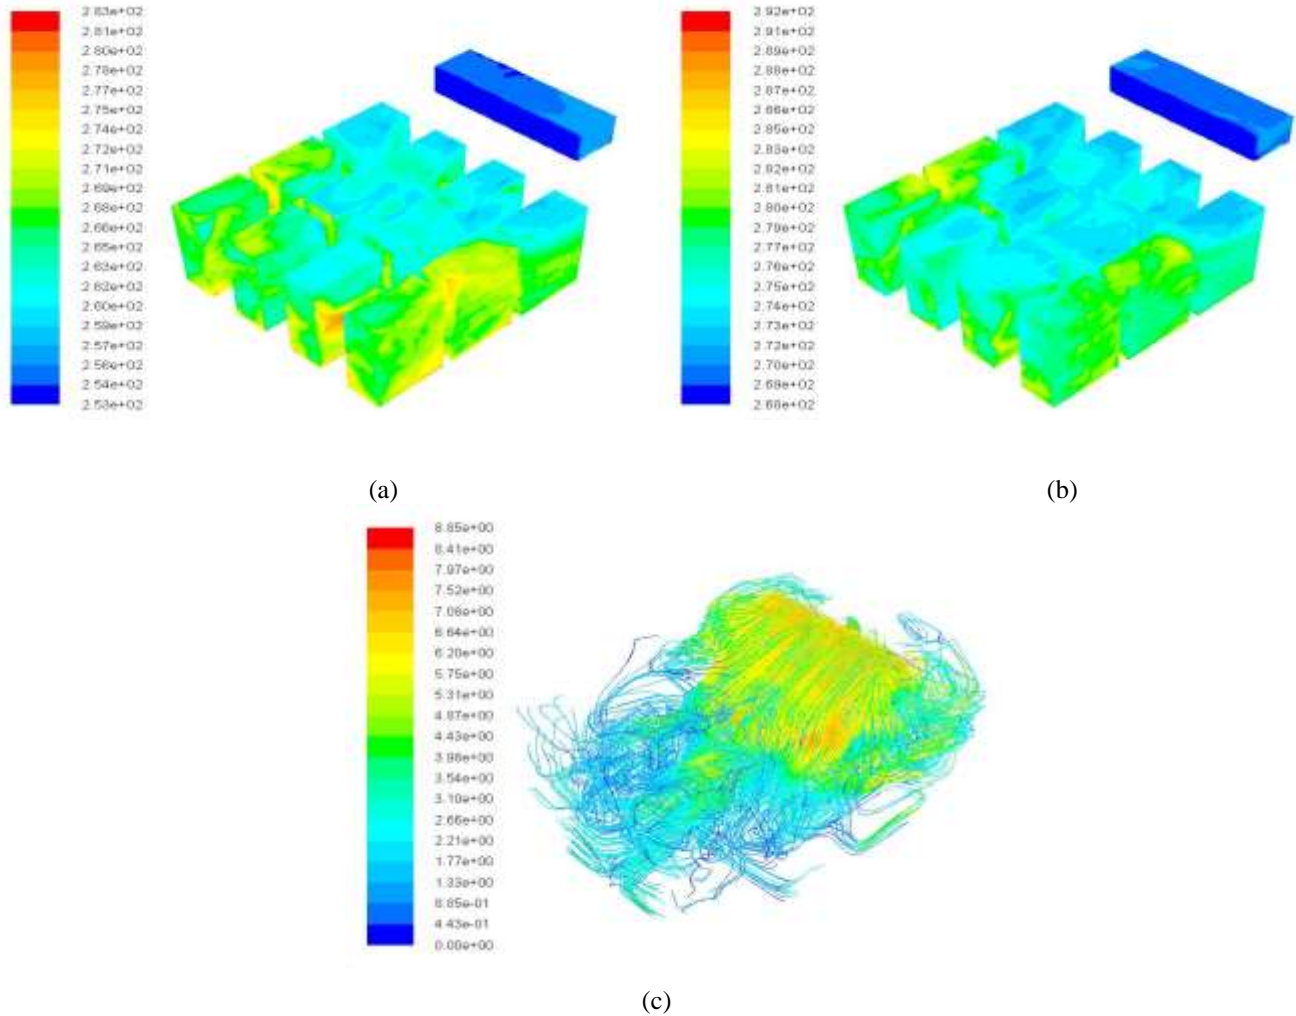 2.83e+02
2.81e+02
2.80e+02
2.78e+02
2.77e+02
2.75e+02
2.74e+02
2.72e+02
2.71e+02
2.69e+02
2.68e+02
2.66e+02
2.65e+02
2.63e+02
2.62e+02
2.60e+02
2.59e+02
2.57e+02
2.56e+02
2.54e+02
2.53e+02
(a)
2.92e+02
2.91e+02
2.89e+02
2.88e+02
2.87e+02
2.86e+02
2.85e+02
2.83e+02
2.82e+02
2.81e+02
2.80e+02
2.79e+02
2.77e+02
2.76e+02
2.75e+02
2.74e+02
2.73e+02
2.72e+02
2.70e+02
2.69e+02
2.68e+02
(b)
8.85e+00
8.41e+00
7.97e+00
7.52e+00
7.08e+00
6.64e+00
6.20e+00
5.75e+00
5.31e+00
4.87e+00
4.43e+00
3.98e+00
3.54e+00
3.10e+00
2.66e+00
2.21e+00
1.77e+00
1.33e+00
8.85e-01
4.43e-01
0.00e+00
(c)